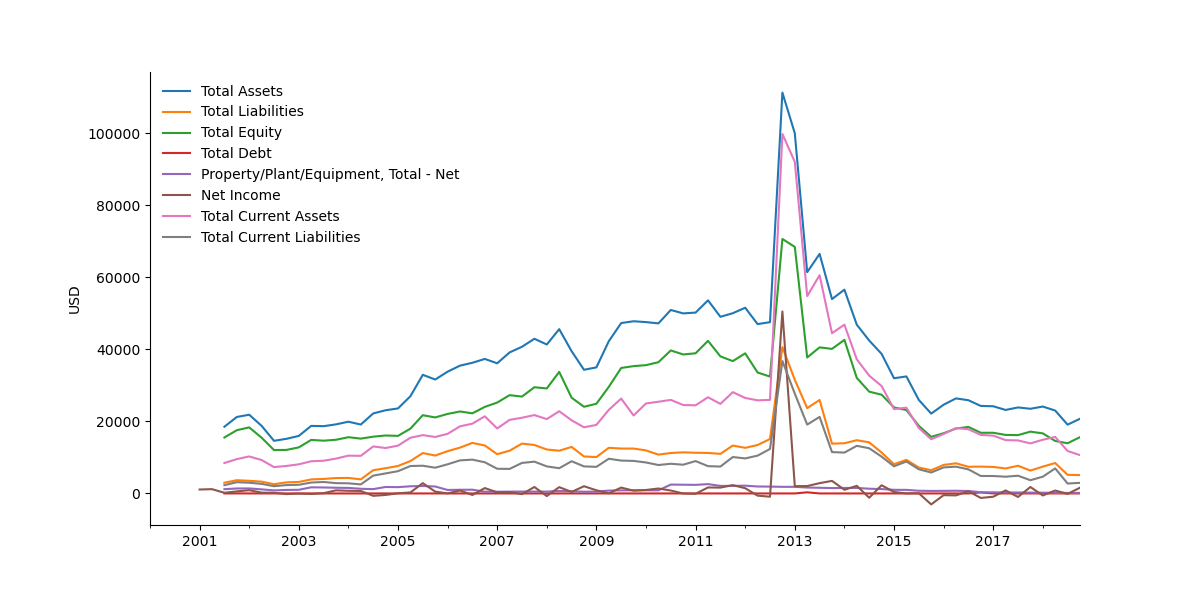 Total Assets
Total Liabilities
Total Equity
Total Debt
Property/Plant/Equipment, Total - Net
Net Income
Total Current Assets
Total Current Liabilities
USD
100000
80000
60000
40000
20000
0
2001 2003 2005 2007 2009 2011 2013 2015 2017